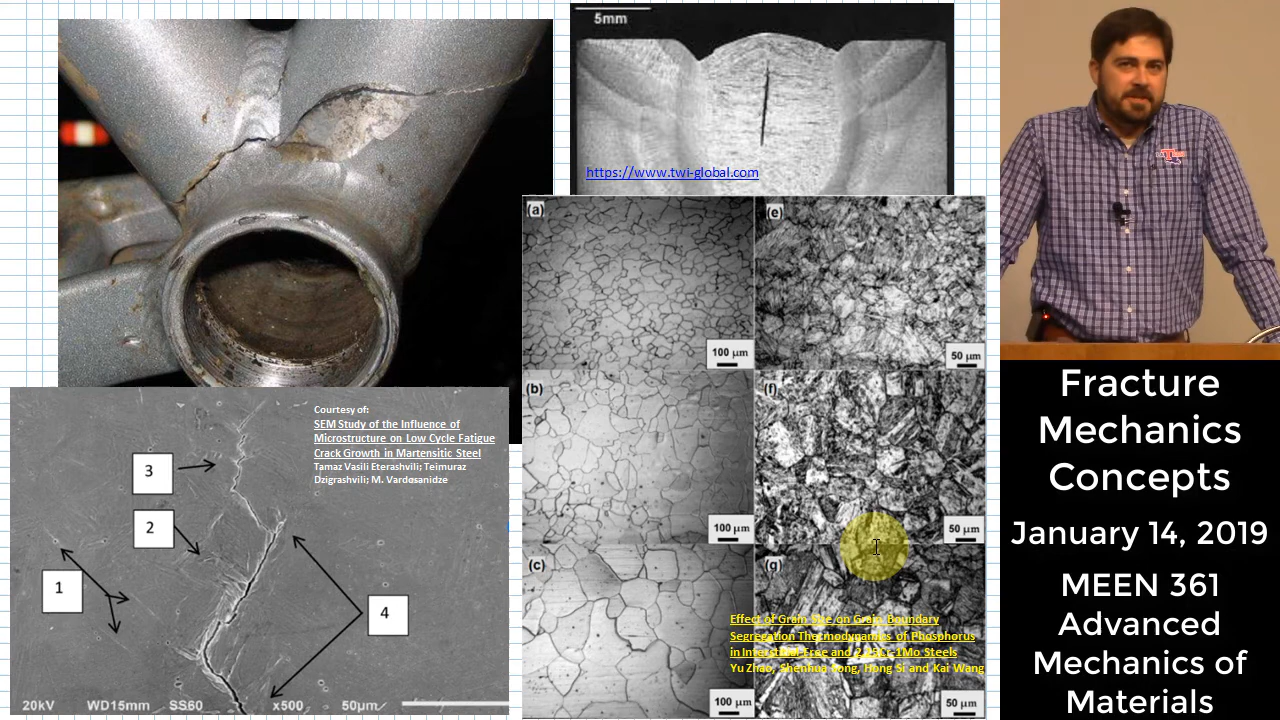 5mm
https://www.twi-global.com
(a)
100 µm
(e)
50 µm
(b)
100 µm
(f)
50 µm
(c)
100 µm
(g)
50 µm
Effect of Grain Size on Grain Boundary
Segregation Thermodynamics of Phosphorus
in Interstitial-Free and 2.25Cr-1Mo Steels
Yu Zhao, Shenhua Song, Hong Si and Kai Wang
Courtesy of:
SEM Study of the Influence of
Microstructure on Low Cycle Fatigue
Crack Growth in Martensitic Steel
Tamaz Vasili Eterashvili; Teimuraz
Dzigrashvili; M. Vardosanidze
3
2
1
4
20kV WD15mm SS60 x500 50µm
Fracture
Mechanics
Concepts
January 14, 2019
MEEN 361
Advanced
Mechanics of
Materials